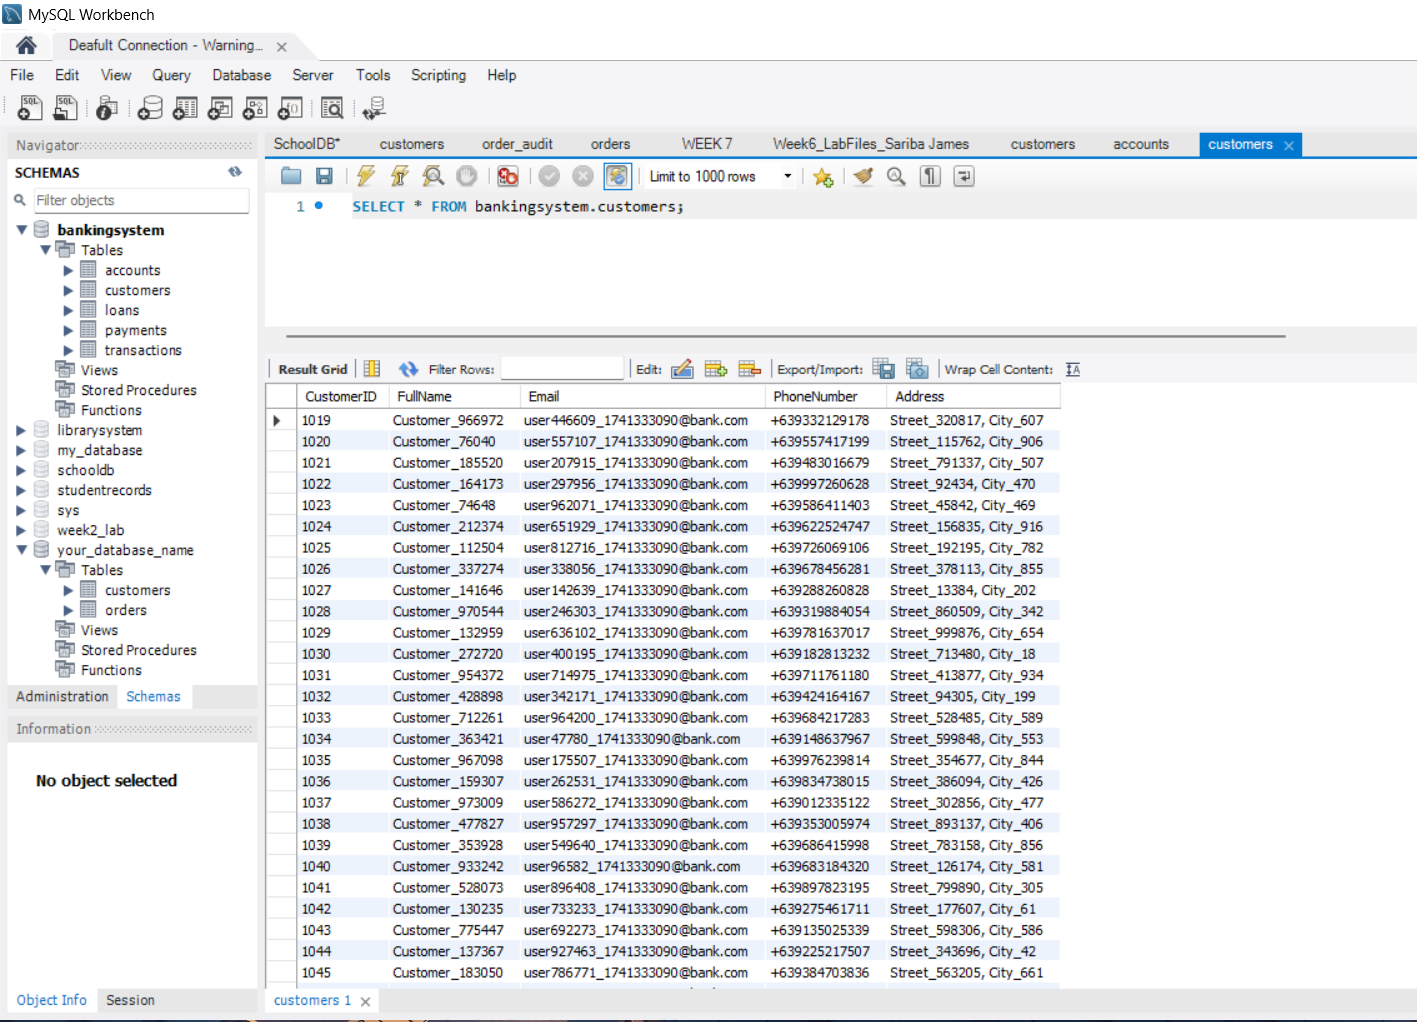 MySQL Workbench
Deafult Connection - Warning...
File Edit View Query Database Server Tools Scripting Help
Navigator
SCHEMAS
Filter objects
bankingsystem
Tables
accounts
customers
loans
payments
transactions
Views
Stored Procedures
Functions
librarysystem
my_database
schooldb
studentrecords
sys
week2_lab
your_database_name
Tables
customers
orders
Views
Stored Procedures
Functions
Administration Schemas
Information
No object selected
Object Info Session
SchoolDB* customers order_audit orders WEEK 7 Week6_LabFiles_Sariba James customers accounts customers
Limit to 1000 rows
1 SELECT * FROM bankingsystem.customers;
Result Grid Filter Rows: Edit: Export/Import: Wrap Cell Content:
CustomerID FullName Email PhoneNumber Address
1019 Customer_966972 user446609_1741333090@bank.com +639332129178 Street_320817, City_607
1020 Customer_76040 user557107_1741333090@bank.com +639557417199 Street_115762, City_906
1021 Customer_185520 user207915_1741333090@bank.com +639483016679 Street_791337, City_507
1022 Customer_164173 user297956_1741333090@bank.com +639997260628 Street_92434, City_470
1023 Customer_74648 user962071_1741333090@bank.com +639586411403 Street_45842, City_469
1024 Customer_212374 user651929_1741333090@bank.com +639622524747 Street_156835, City_916
1025 Customer_112504 user812716_1741333090@bank.com +639726069106 Street_192195, City_782
1026 Customer_337274 user338056_1741333090@bank.com +639678456281 Street_378113, City_855
1027 Customer_141646 user142639_1741333090@bank.com +639288260828 Street_13384, City_202
1028 Customer_970544 user246303_1741333090@bank.com +639319884054 Street_860509, City_342
1029 Customer_132959 user636102_1741333090@bank.com +639781637017 Street_999876, City_654
1030 Customer_272720 user400195_1741333090@bank.com +639182813232 Street_713480, City_18
1031 Customer_954372 user714975_1741333090@bank.com +639711761180 Street_413877, City_934
1032 Customer_428898 user342171_1741333090@bank.com +639424164167 Street_94305, City_199
1033 Customer_712261 user964200_1741333090@bank.com +639684217283 Street_528485, City_589
1034 Customer_363421 user47780_1741333090@bank.com +639148637967 Street_599848, City_553
1035 Customer_967098 user175507_1741333090@bank.com +639976239814 Street_354677, City_844
1036 Customer_159307 user262531_1741333090@bank.com +639834738015 Street_386094, City_426
1037 Customer_973009 user586272_1741333090@bank.com +639012335122 Street_302856, City_477
1038 Customer_477827 user957297_1741333090@bank.com +639353005974 Street_893137, City_406
1039 Customer_353928 user549640_1741333090@bank.com +639686415998 Street_783158, City_856
1040 Customer_933242 user96582_1741333090@bank.com +639683184320 Street_126174, City_581
1041 Customer_528073 user896408_1741333090@bank.com +639897823195 Street_799890, City_305
1042 Customer_130235 user733233_1741333090@bank.com +639275461711 Street_177607, City_61
1043 Customer_775447 user692273_1741333090@bank.com +639135025339 Street_598306, City_586
1044 Customer_137367 user927463_1741333090@bank.com +639225217507 Street_343696, City_42
1045 Customer_183050 user786771_1741333090@bank.com +639384703836 Street_563205, City_661
customers 1